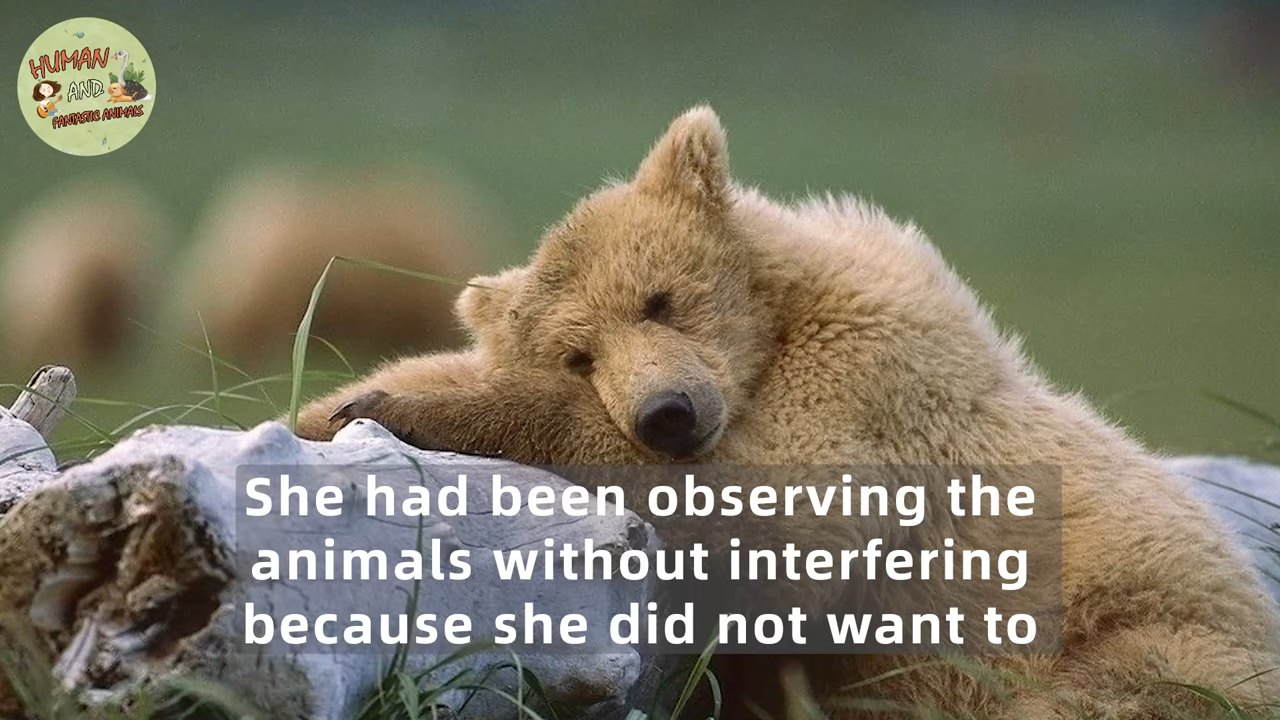 HUMAN
AND
FANTASTIC ANIMALS
She had been observing the
animals without interfering
because she did not want to